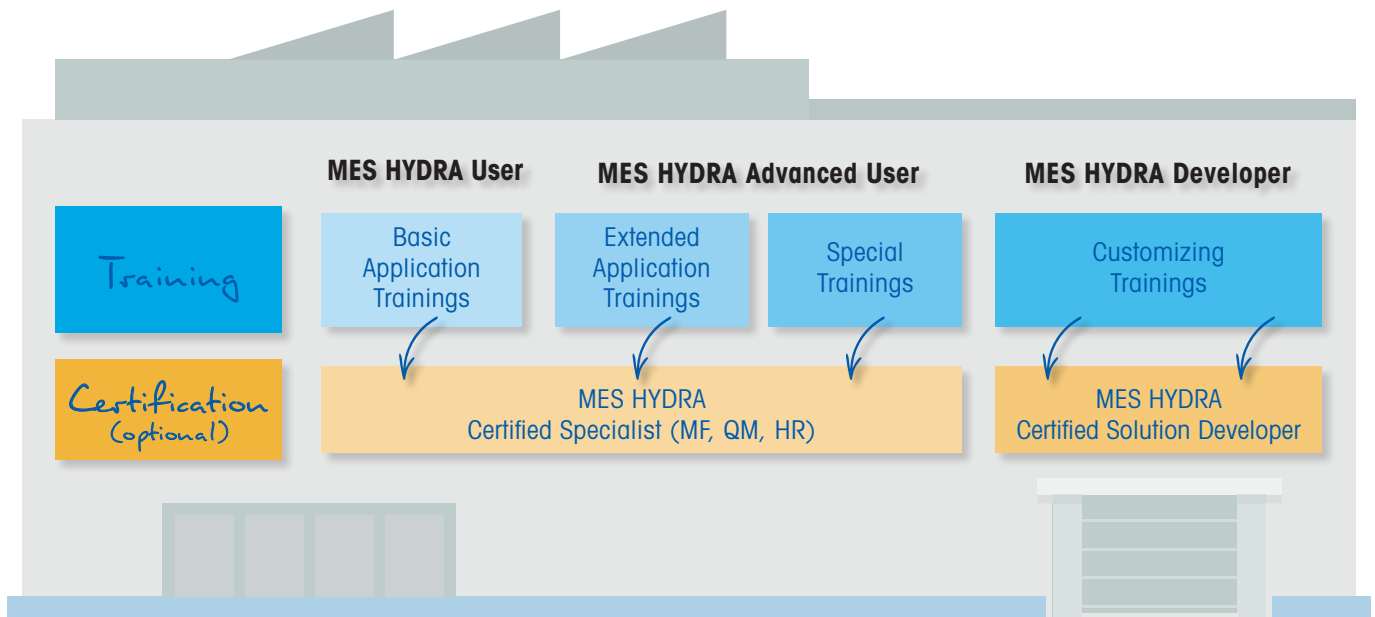 MES HYDRA User
MES HYDRA Advanced User
MES HYDRA Developer
Training
Basic
Application
Trainings
Extended
Application
Trainings
Special
Trainings
Customizing
Trainings
Certification
(optional)
MES HYDRA
Certified Specialist (MF, QM, HR)
MES HYDRA
Certified Solution Developer